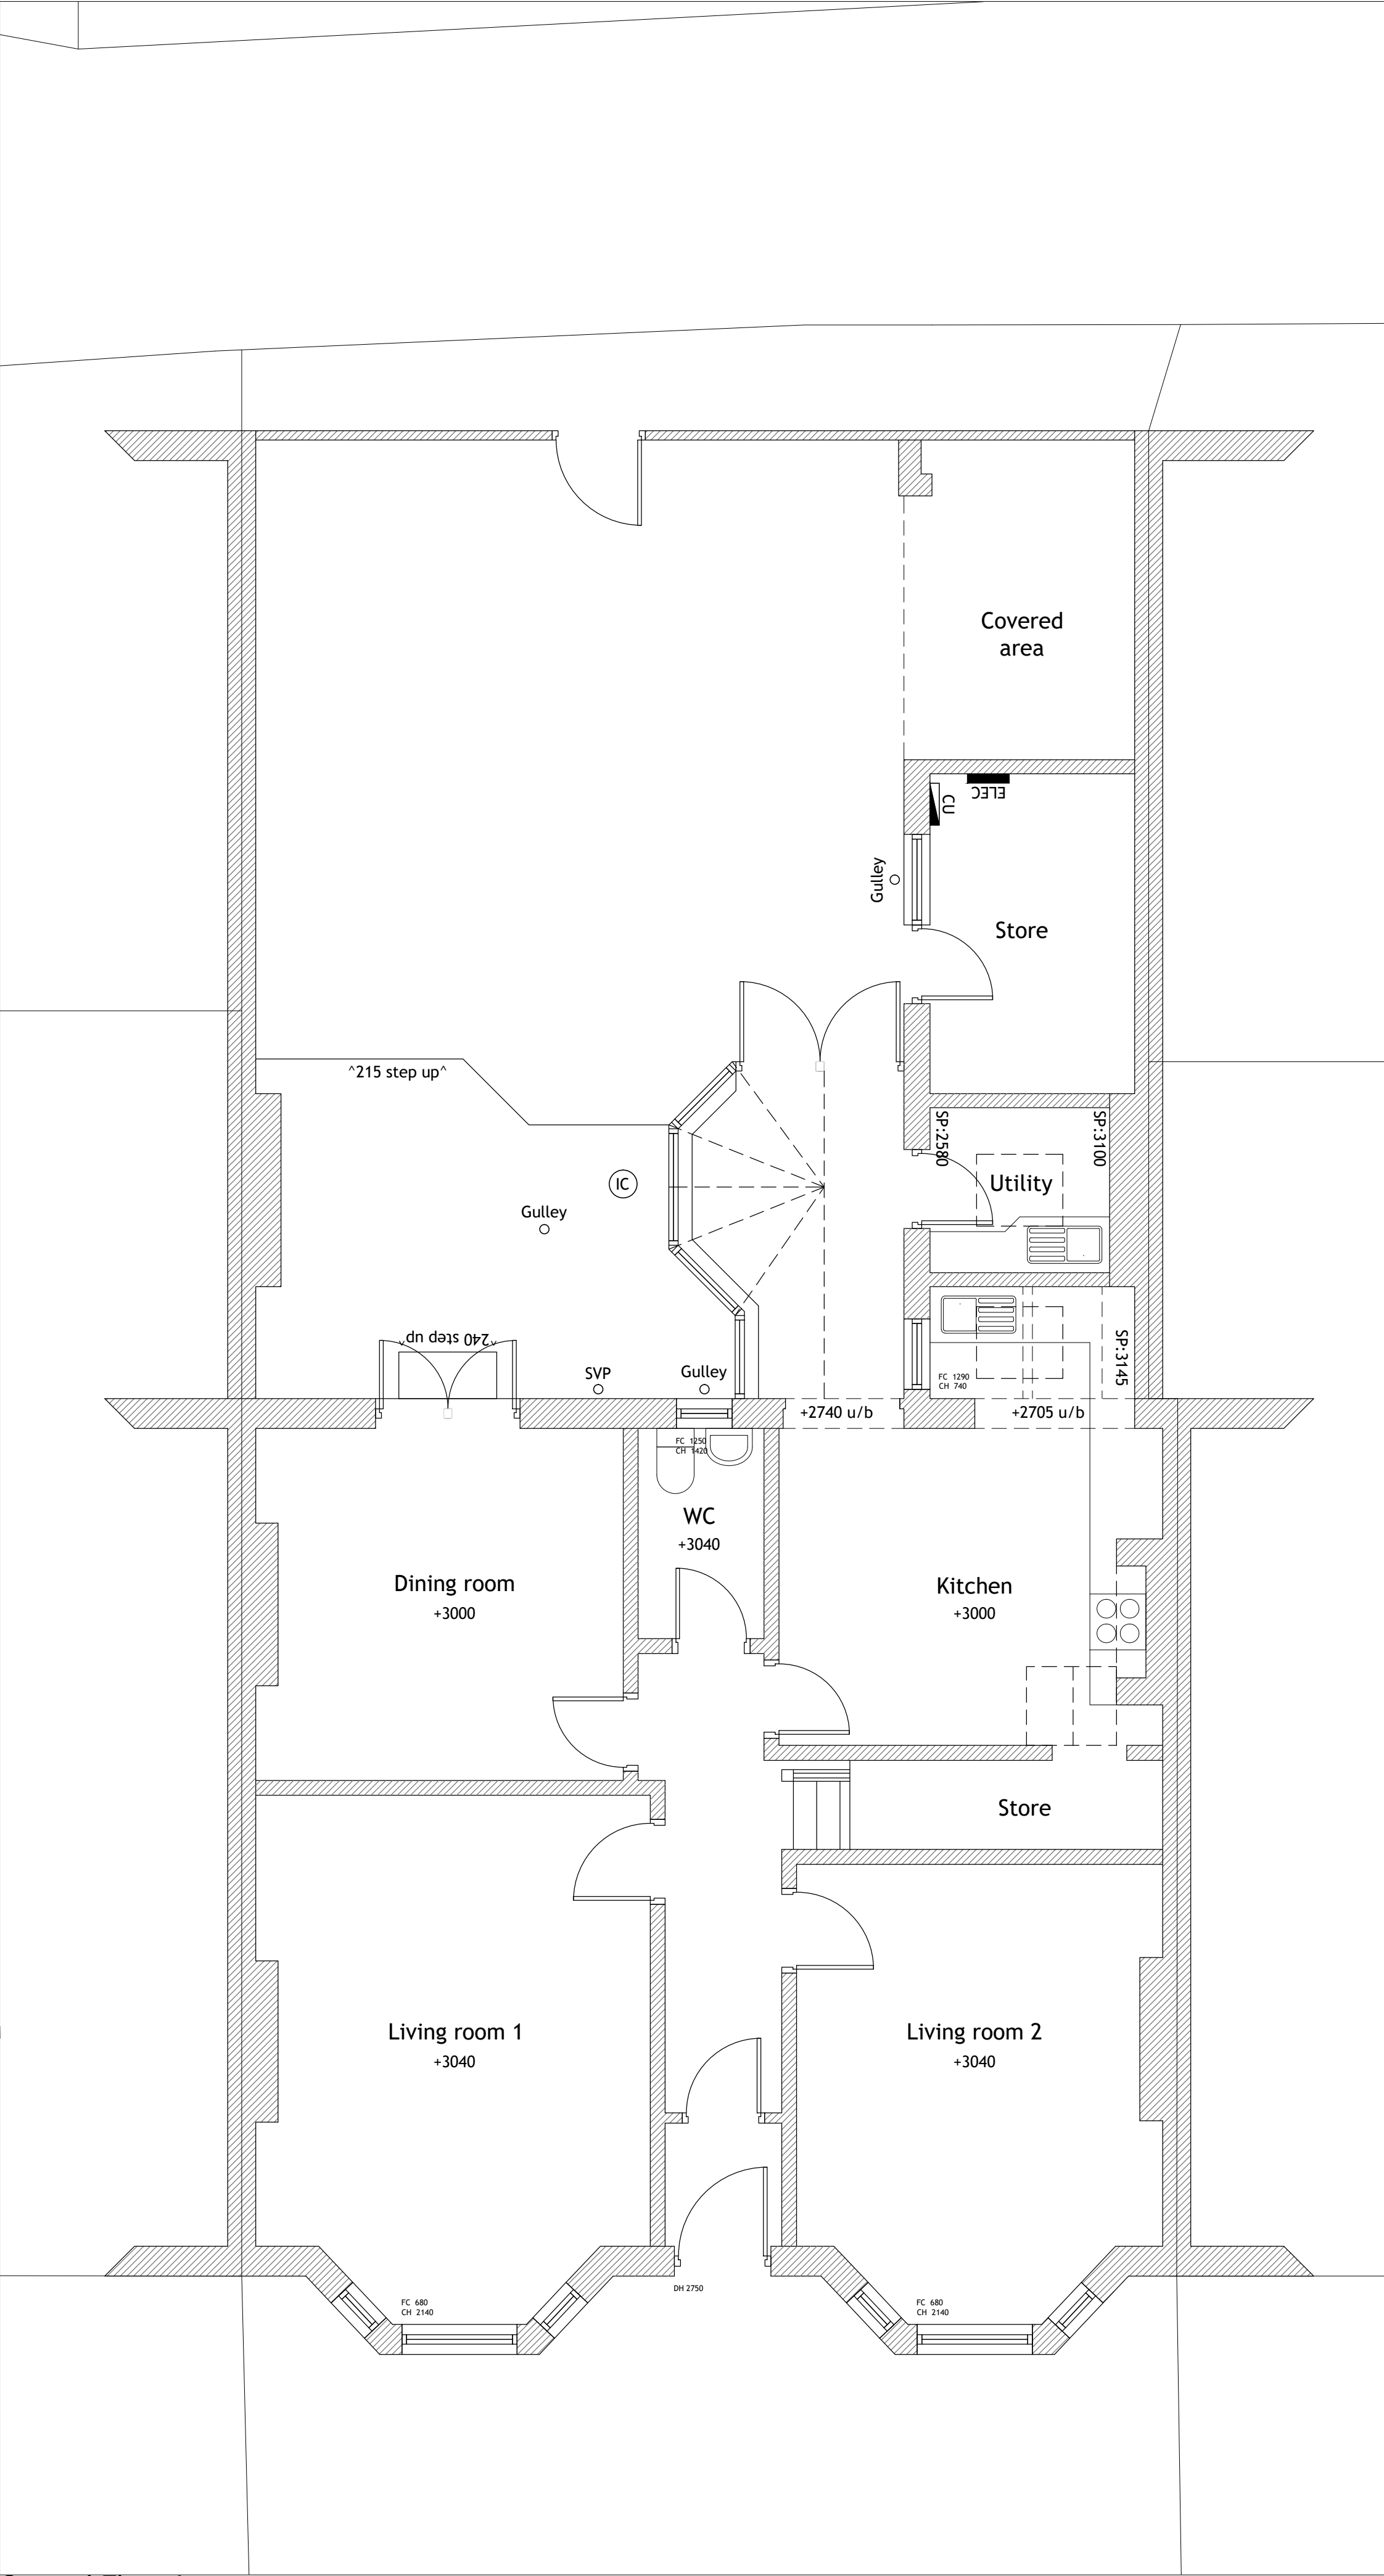 Covered
area
ELEC
CU
Gulley
Store
^215 step up^
SP:2580
SP:3100
Utility
IC
Gulley
^240 step up^
SVP
Gulley
SP:3145
FC 1290
CH 740
+2740 u/b
+2705 u/b
FC 1250
CH 1420
WC
+3040
Dining room
+3000
Kitchen
+3000
Store
Living room 1
+3040
Living room 2
+3040
DH 2750
FC 680
CH 2140
FC 680
CH 2140